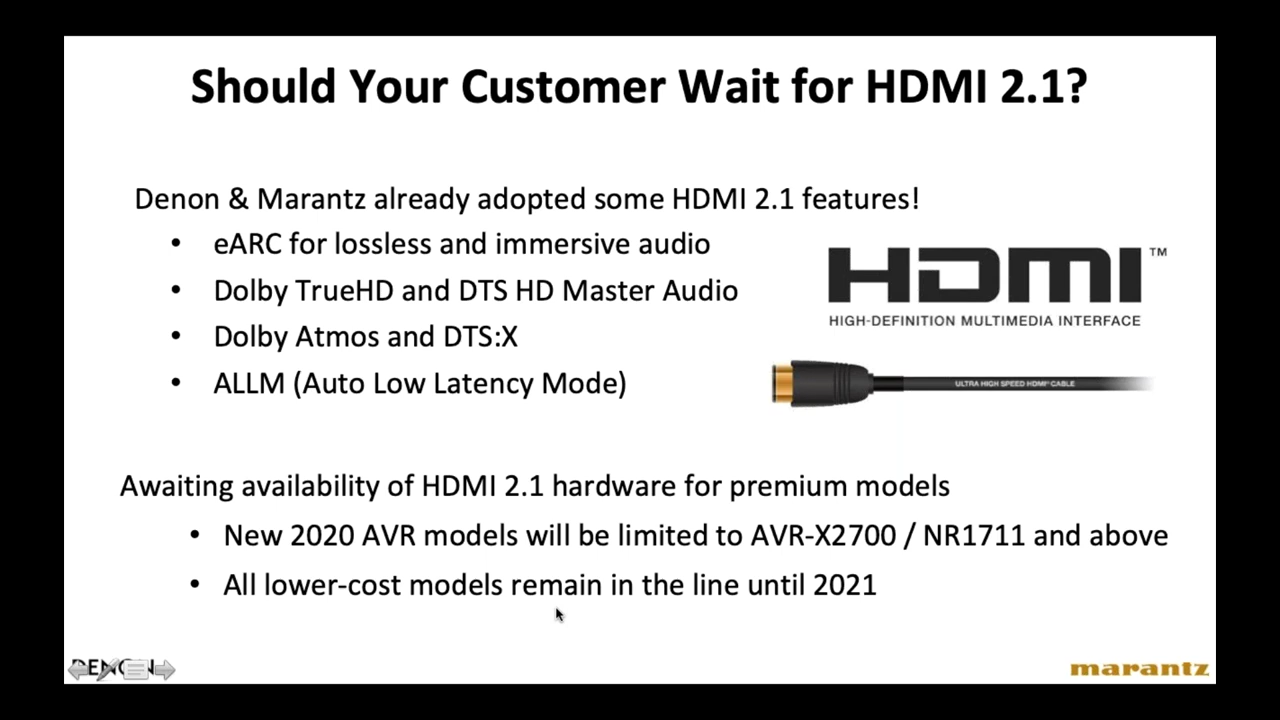 Should Your Customer Wait for HDMI 2.1?
Denon & Marantz already adopted some HDMI 2.1 features!
• eARC for lossless and immersive audio
• Dolby TrueHD and DTS HD Master Audio
• Dolby Atmos and DTS:X
• ALLM (Auto Low Latency Mode)
HDMI™
HIGH-DEFINITION MULTIMEDIA INTERFACE
ULTRA HIGH SPEED HDMI® CABLE
Awaiting availability of HDMI 2.1 hardware for premium models
• New 2020 AVR models will be limited to AVR-X2700 / NR1711 and above
• All lower-cost models remain in the line until 2021
DENON
marantz